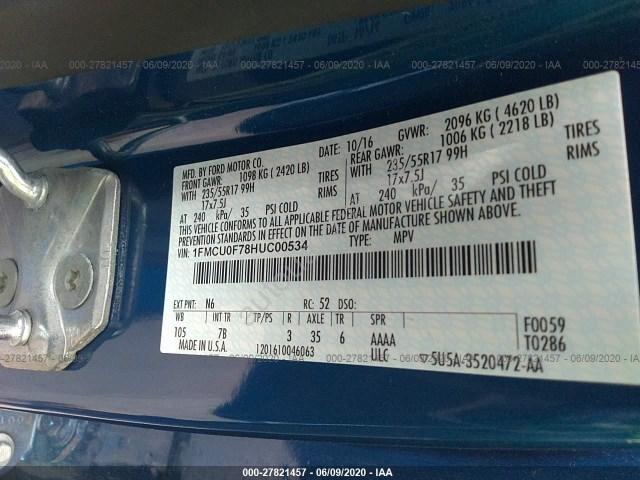 000-27821457 - 06/09/2020 - IAA
MFD. BY FORD MOTOR CO.
DATE: 10/16
GVWR: 2096 KG ( 4620 LB)
FRONT GAWR: 1098 KG ( 2420 LB)
REAR GAWR: 1006 KG ( 2218 LB)
WITH 235/55R17 99H TIRES
WITH 235/55R17 99H TIRES
17x7.5J RIMS
17x7.5J RIMS
AT 240 kPa/ 35 PSI COLD
AT 240 kPa/ 35 PSI COLD
THIS VEHICLE CONFORMS TO ALL APPLICABLE FEDERAL MOTOR VEHICLE SAFETY AND THEFT
PREVENTION STANDARDS IN EFFECT ON THE DATE OF MANUFACTURE SHOWN ABOVE.
1FMCU0F78HUC00534
TYPE: MPV
EXT PNT: N6 RC: 52 DSO:
WB INT TR TP/PS R AXLE TR SPR
105 7B 3 35 6 AAAA
F0059
T0286
MADE IN U.S.A. 1201610046063 ULC 5U5A-3520472-AA
000-27821457 - 06/09/2020 - IAA